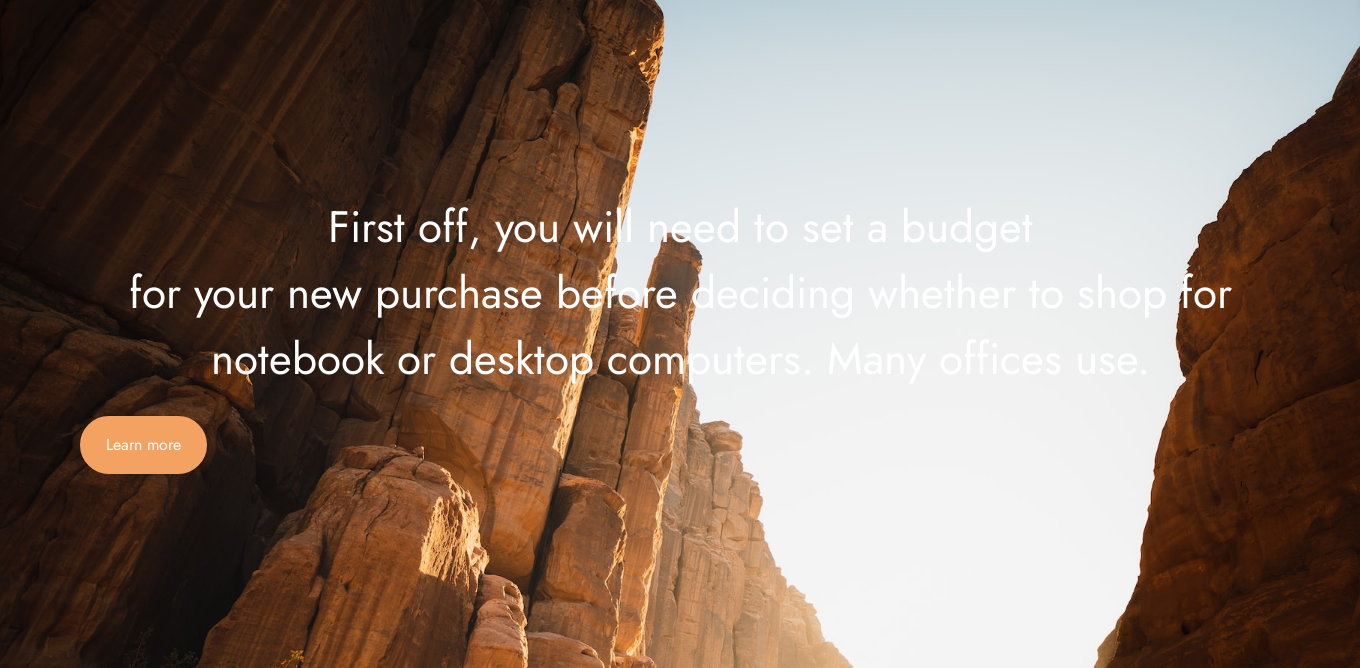 First off, you will need to set a budget
for your new purchase before deciding whether to shop for
notebook or desktop computers. Many offices use.
Learn more